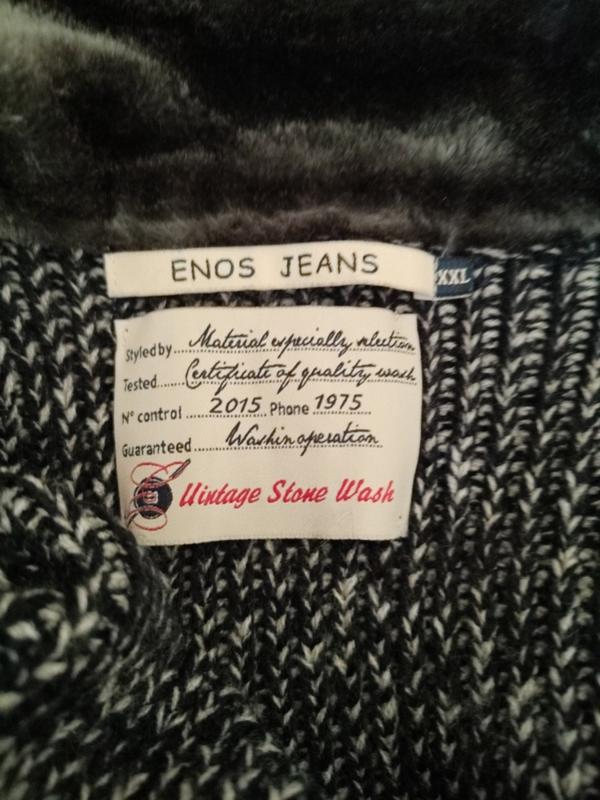 ENOS JEANS
XXL
Styled by.... Material especially selection
Tested..... Certificate of quality wash
N° control ..... 2015 Phone 1975
Guaranteed ..... Washin operation
Vintage Stone Wash